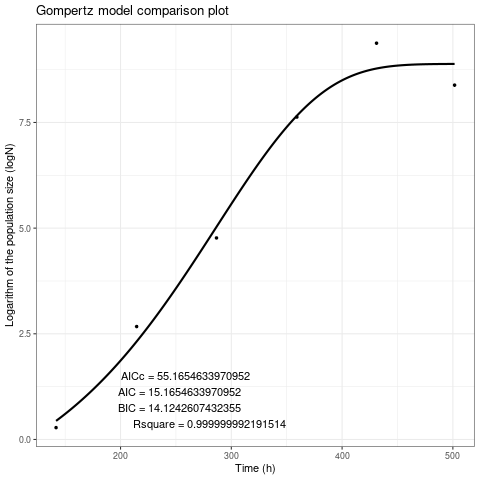 Gompertz model comparison plot
Logarithm of the population size (logN)
7.5
5.0
2.5
0.0
AICc = 55.1654633970952
AIC = 15.1654633970952
BIC = 14.1242607432355
Rsquare = 0.999999992191514
200
300
400
500
Time (h)